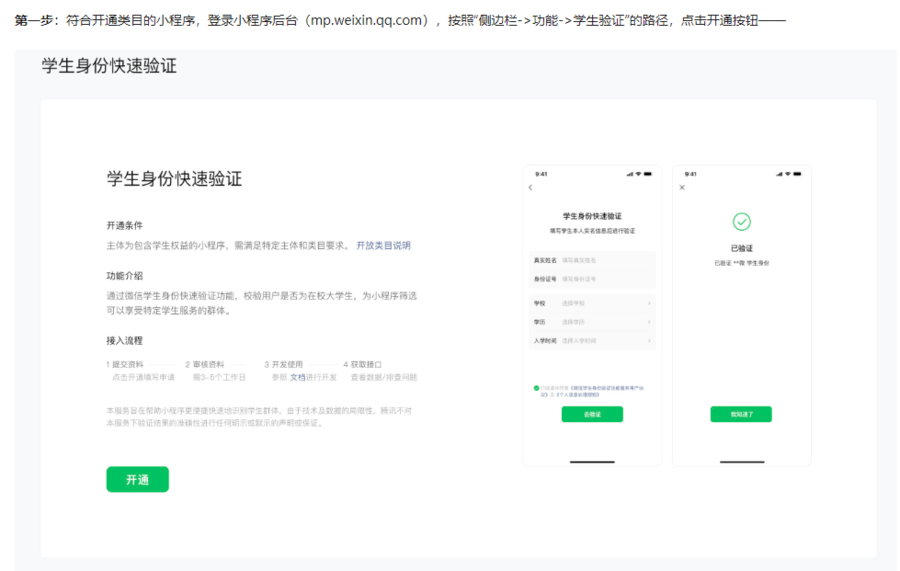 第一步：符合开通类目的小程序，登录小程序后台（mp.weixin.qq.com），按照“侧边栏->功能->学生验证”的路径，点击开通按钮——
学生身份快速验证
学生身份快速验证
开通条件
主体为包含学生权益的小程序，需满足特定主体和类目要求。 开放类目说明
功能介绍
通过微信学生身份快速验证功能，校验用户是否为在校大学生，为小程序筛选
可以享受特定学生服务的群体。
接入流程
1 提交资料 2 审核资料 3 开发使用 4 获取接口
点击开通填写申请 需3-5个工作日 参照 文档进行开发 查看数据/排查问题
本服务旨在帮助小程序更便捷快速地识别学生群体，由于技术及数据的局限性，腾讯不对
本服务下验证结果的准确性进行任何明示或默示的声明或保证。
开通
9:41
学生身份快速验证
填写学生本人实名信息后进行验证
真实姓名 填写真实姓名
身份证号 填写身份证号
学校 选择学校
学历 选择学历
入学时间 选择入学时间
去验证
9:41
已验证
已验证 **微 学生身份
我知道了